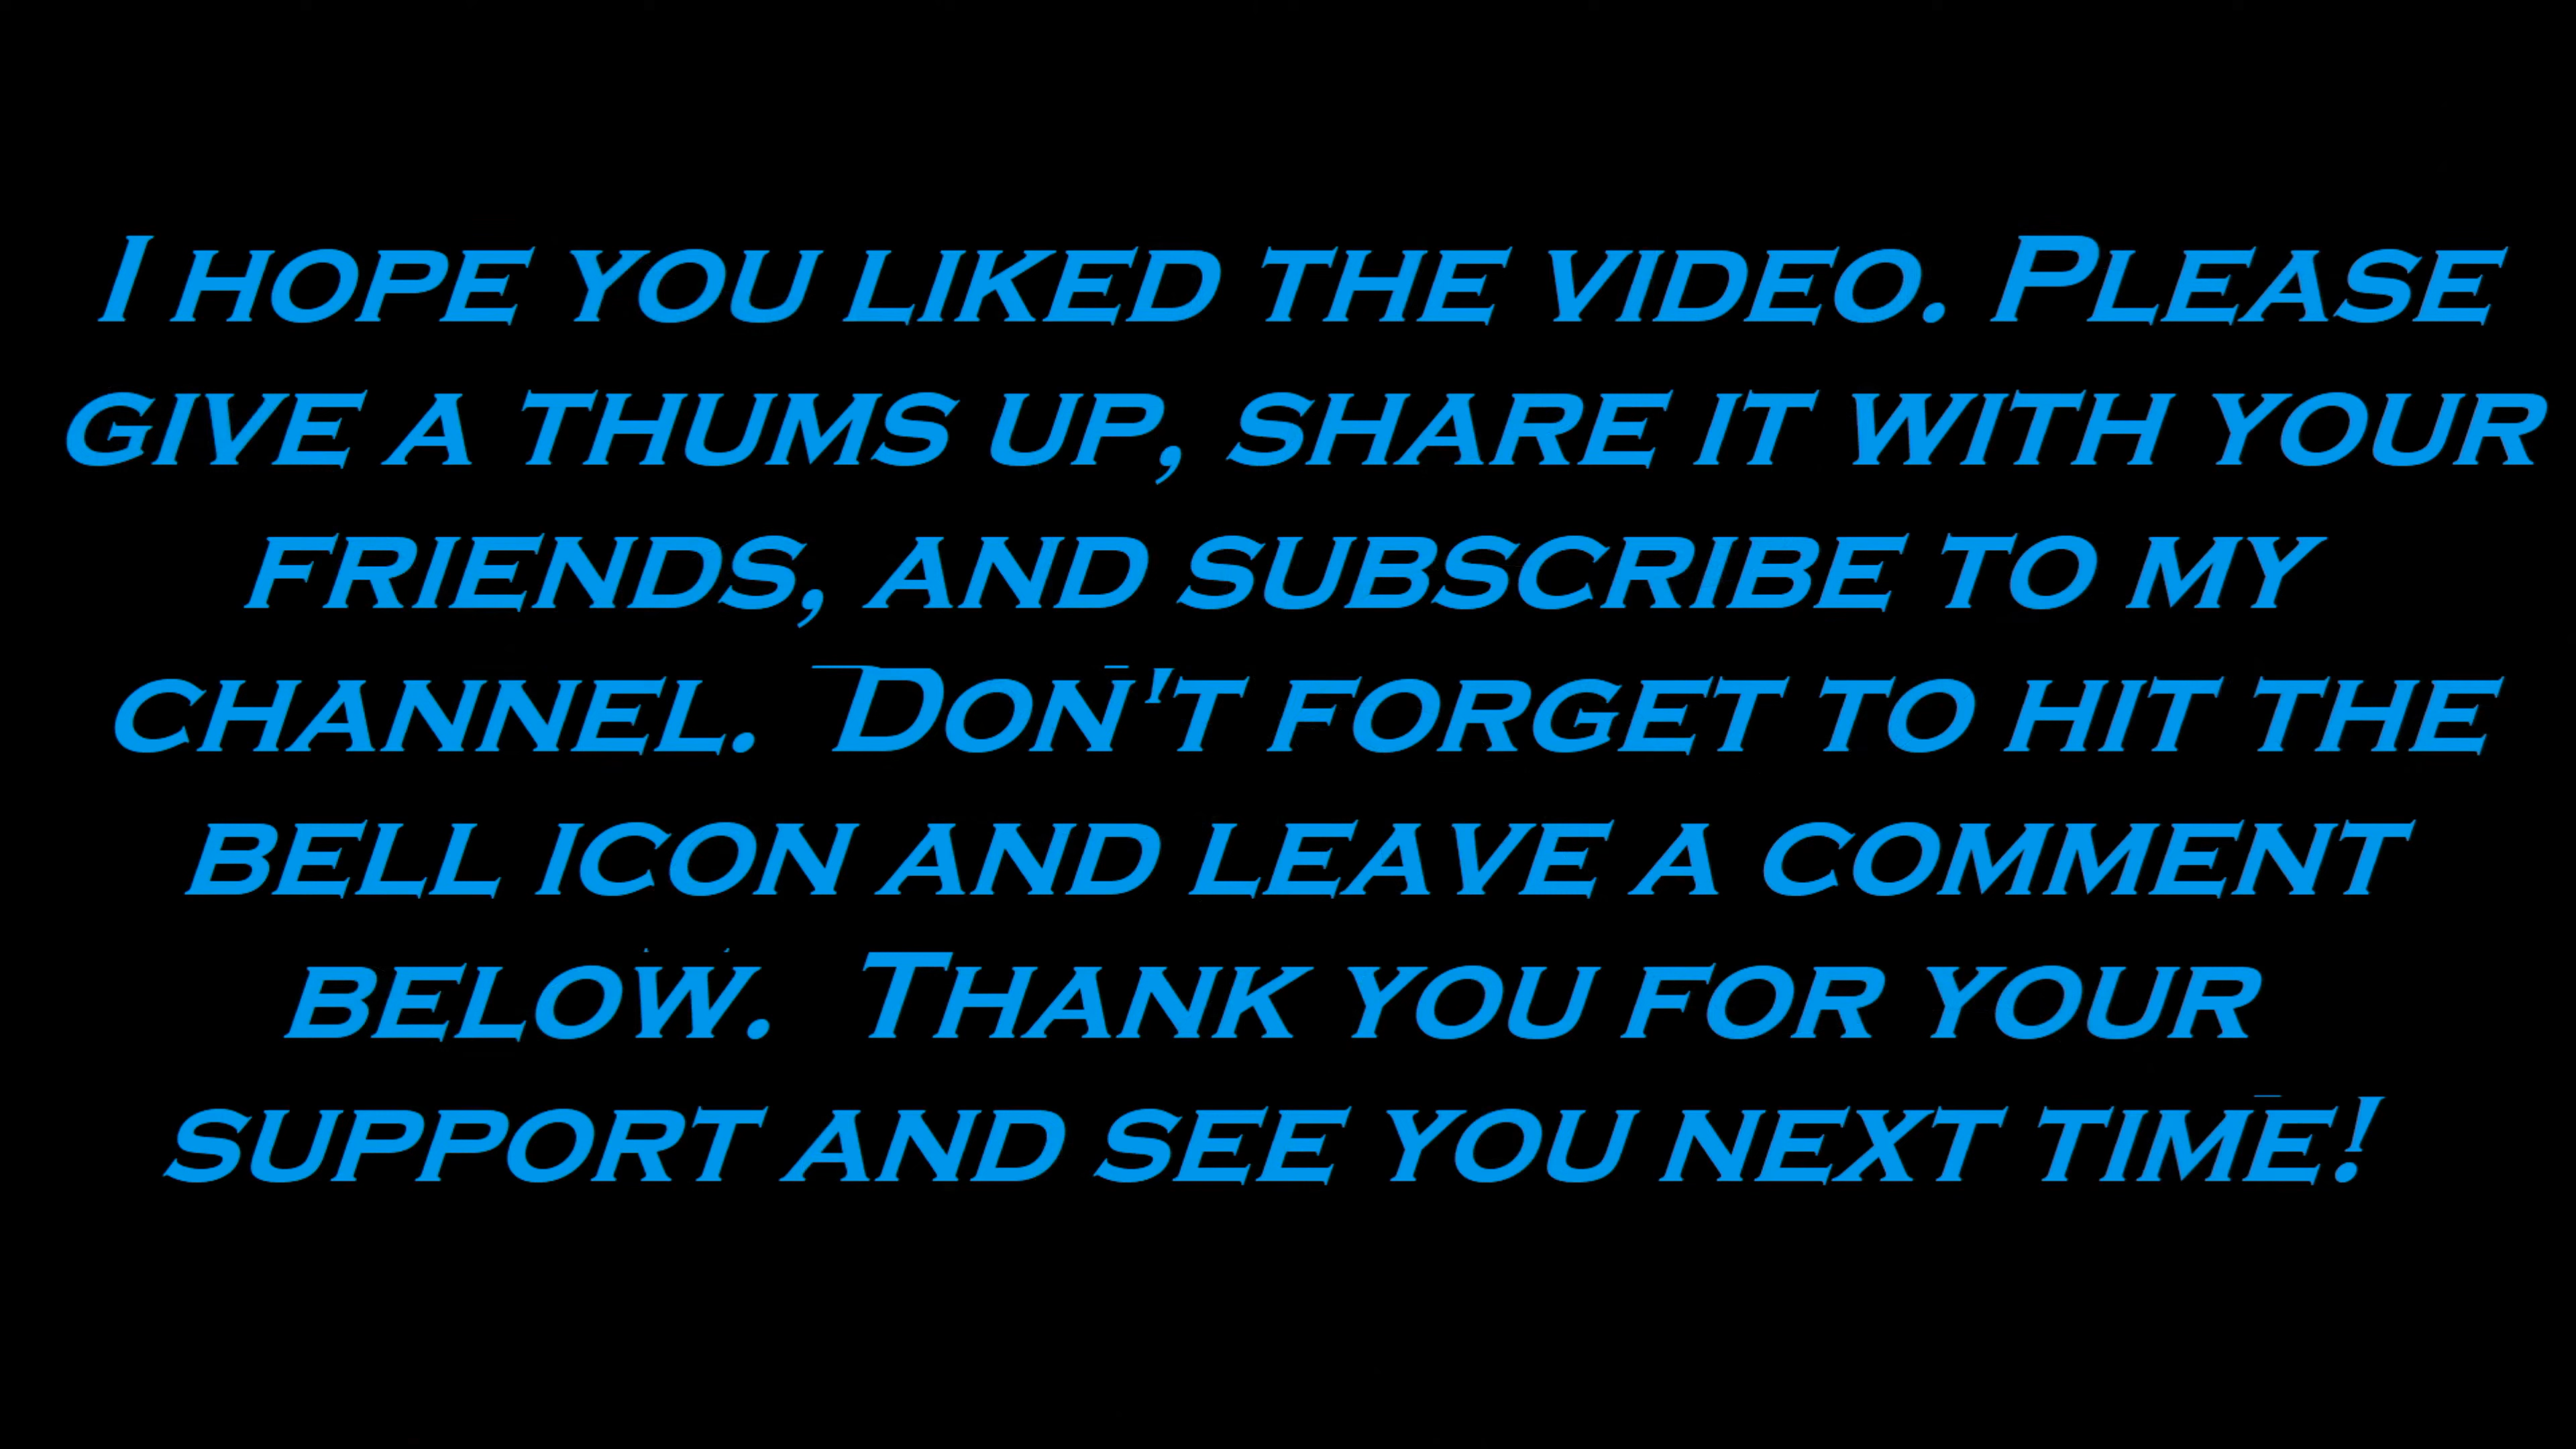 I hope you liked the video. Please
give a thums up, share it with your
friends, and subscribe to my
channel. Don't forget to hit the
bell icon and leave a comment
below. Thank you for your
support and see you next time!